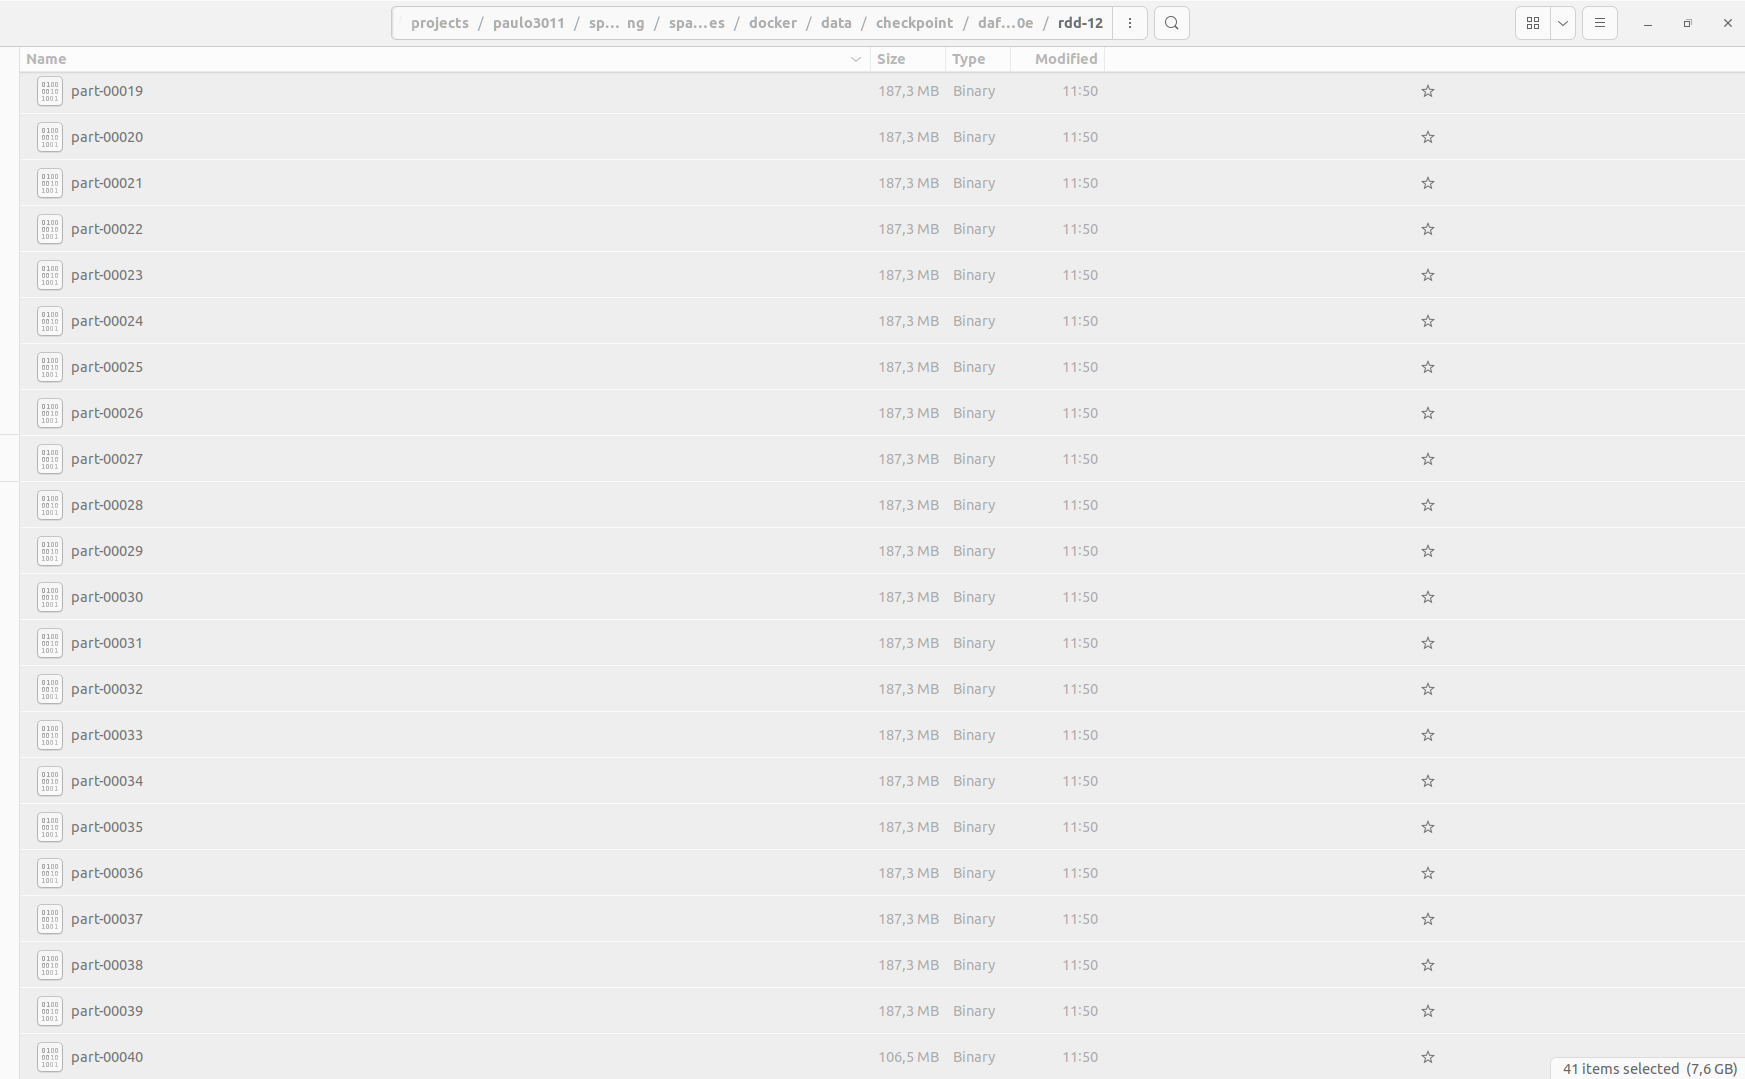 projects / paulo3011 / sp... ng / spa...es / docker / data / checkpoint / daf...0e / rdd-12
Name Size Type Modified
part-00019 187,3 MB Binary 11:50
part-00020 187,3 MB Binary 11:50
part-00021 187,3 MB Binary 11:50
part-00022 187,3 MB Binary 11:50
part-00023 187,3 MB Binary 11:50
part-00024 187,3 MB Binary 11:50
part-00025 187,3 MB Binary 11:50
part-00026 187,3 MB Binary 11:50
part-00027 187,3 MB Binary 11:50
part-00028 187,3 MB Binary 11:50
part-00029 187,3 MB Binary 11:50
part-00030 187,3 MB Binary 11:50
part-00031 187,3 MB Binary 11:50
part-00032 187,3 MB Binary 11:50
part-00033 187,3 MB Binary 11:50
part-00034 187,3 MB Binary 11:50
part-00035 187,3 MB Binary 11:50
part-00036 187,3 MB Binary 11:50
part-00037 187,3 MB Binary 11:50
part-00038 187,3 MB Binary 11:50
part-00039 187,3 MB Binary 11:50
part-00040 106,5 MB Binary 11:50
41 items selected (7,6 GB)